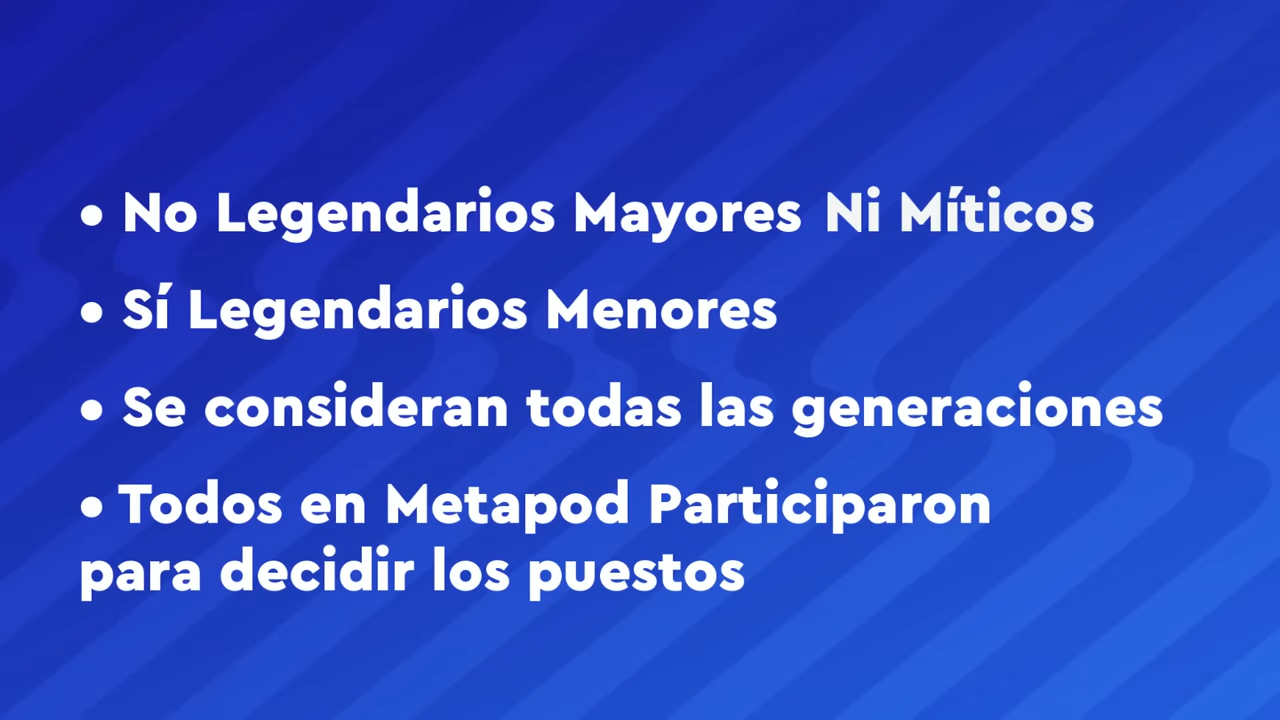 • No Legendarios Mayores Ni Míticos
• Sí Legendarios Menores
• Se consideran todas las generaciones
• Todos en Metapod Participaron
para decidir los puestos